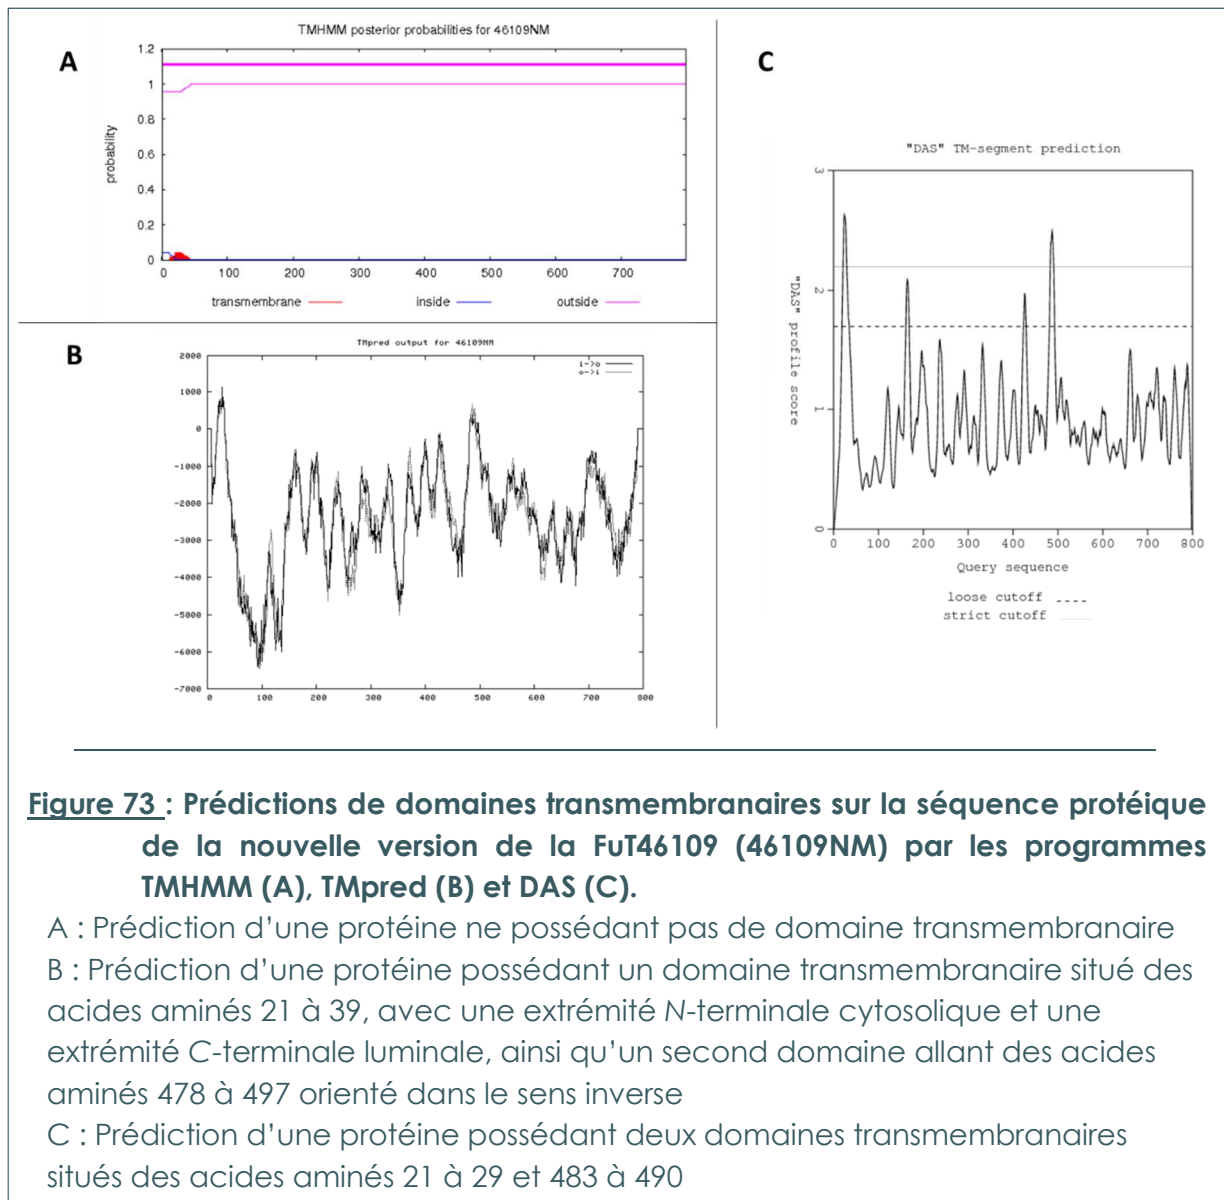 A
TMHMM posterior probabilities for 46109NM
1.2
1
0.8
0.6
0.4
0.2
0
probability
0 100 200 300 400 500 600 700
transmembrane inside outside
B
TMpred output for 46109NM
i->o
o->i
2000
1000
0
-1000
-2000
-3000
-4000
-5000
-6000
-7000
0 100 200 300 400 500 600 700 800
C
"DAS" TM-segment prediction
3
2
1
0
"DAS" profile score
0 100 200 300 400 500 600 700 800
Query sequence
loose cutoff
strict cutoff
Figure 73 : Prédictions de domaines transmembranaires sur la séquence protéique
de la nouvelle version de la FuT46109 (46109NM) par les programmes
TMHMM (A), TMpred (B) et DAS (C).
A : Prédiction d’une protéine ne possédant pas de domaine transmembranaire
B : Prédiction d’une protéine possédant un domaine transmembranaire situé des
acides aminés 21 à 39, avec une extrémité N-terminale cytosolique et une
extrémité C-terminale luminale, ainsi qu’un second domaine allant des acides
aminés 478 à 497 orienté dans le sens inverse
C : Prédiction d’une protéine possédant deux domaines transmembranaires
situés des acides aminés 21 à 29 et 483 à 490